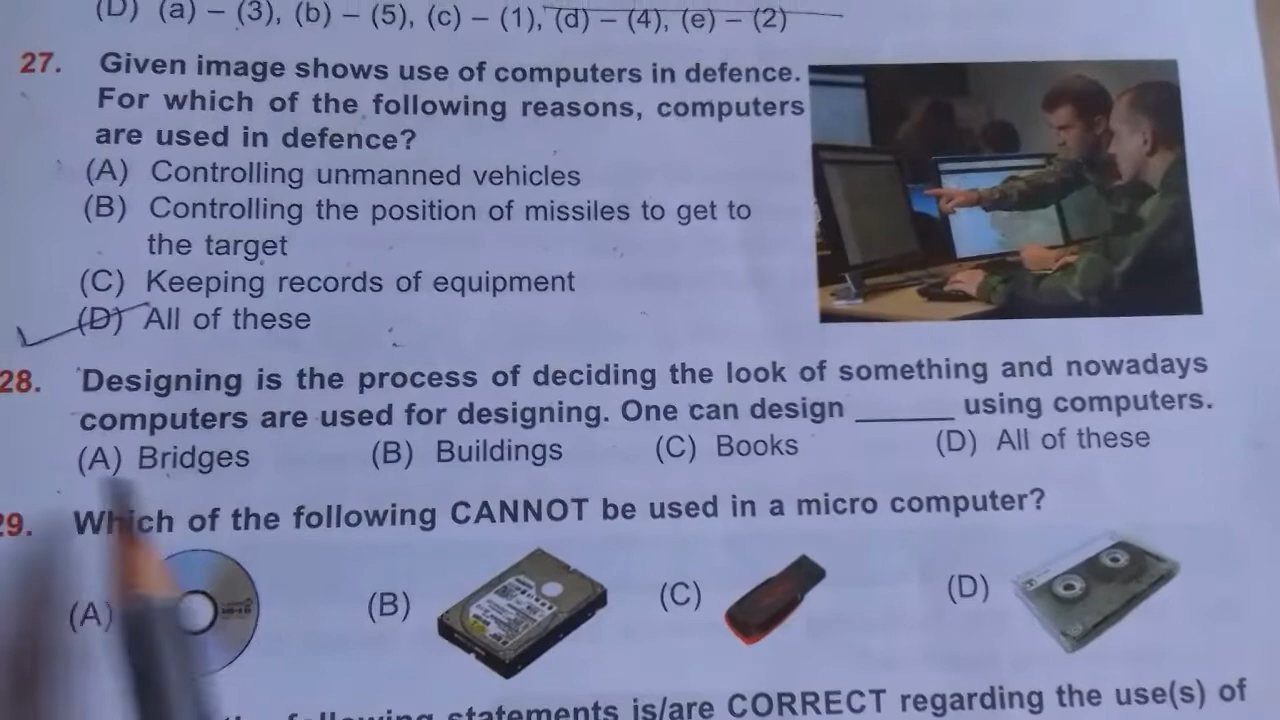 (D) (a) – (3), (b) – (5), (c) – (1), (d) – (4), (e) – (2)
27. Given image shows use of computers in defence.
For which of the following reasons, computers
are used in defence?
(A) Controlling unmanned vehicles
(B) Controlling the position of missiles to get to
the target
(C) Keeping records of equipment
(D) All of these
28. Designing is the process of deciding the look of something and nowadays
computers are used for designing. One can design ______ using computers.
(A) Bridges (B) Buildings (C) Books (D) All of these
29. Which of the following CANNOT be used in a micro computer?
(A) (B) (C) (D)
following statements is/are CORRECT regarding the use(s) of